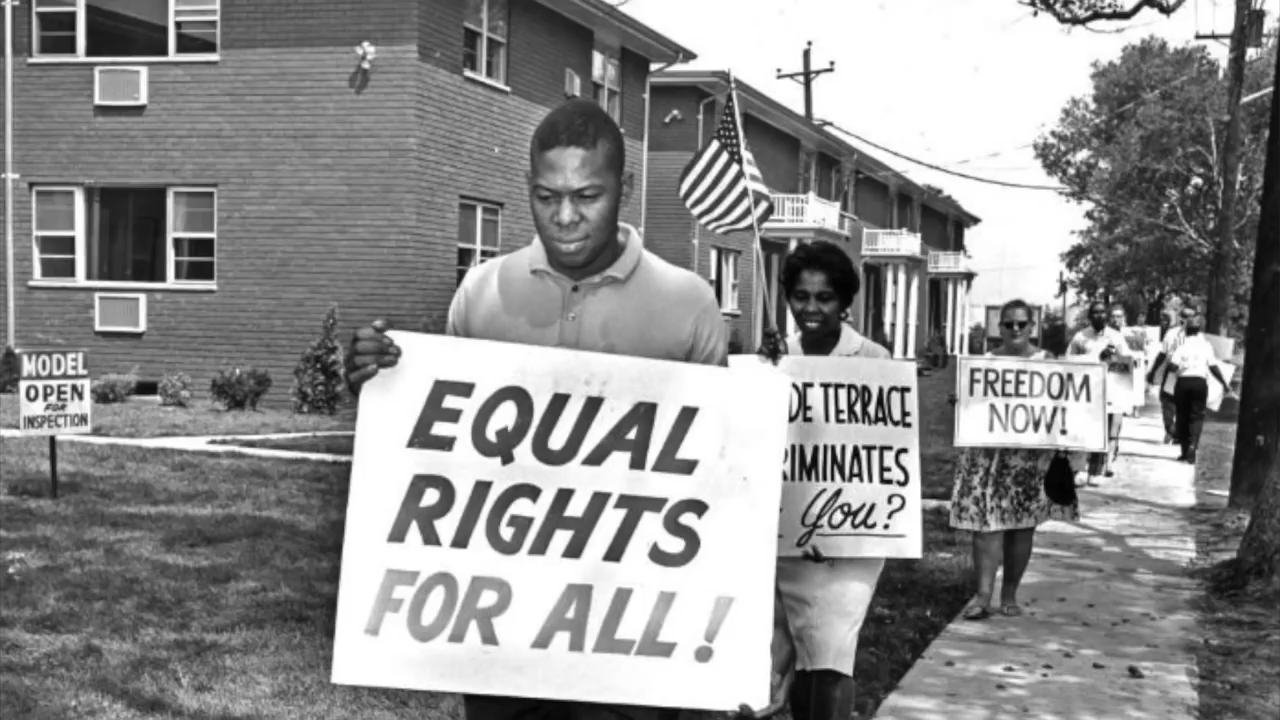 MODEL
OPEN
FOR
INSPECTION
EQUAL
RIGHTS
FOR ALL!
DE TERRACE
RIMINATES
You?
FREEDOM
NOW!